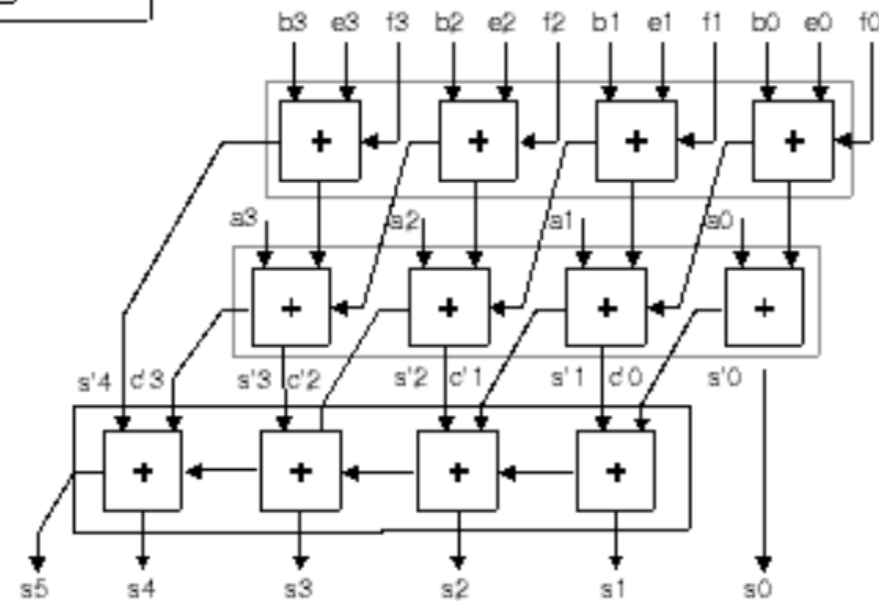 b3 e3 f3 b2 e2 f2 b1 e1 f1 b0 e0 f0
+ + + +
a3 a2 a1 a0
+ + + +
s'4 c'3 s'3 c'2 s'2 c'1 s'1 c'0 s'0
+ + + +
s5 s4 s3 s2 s1 s0